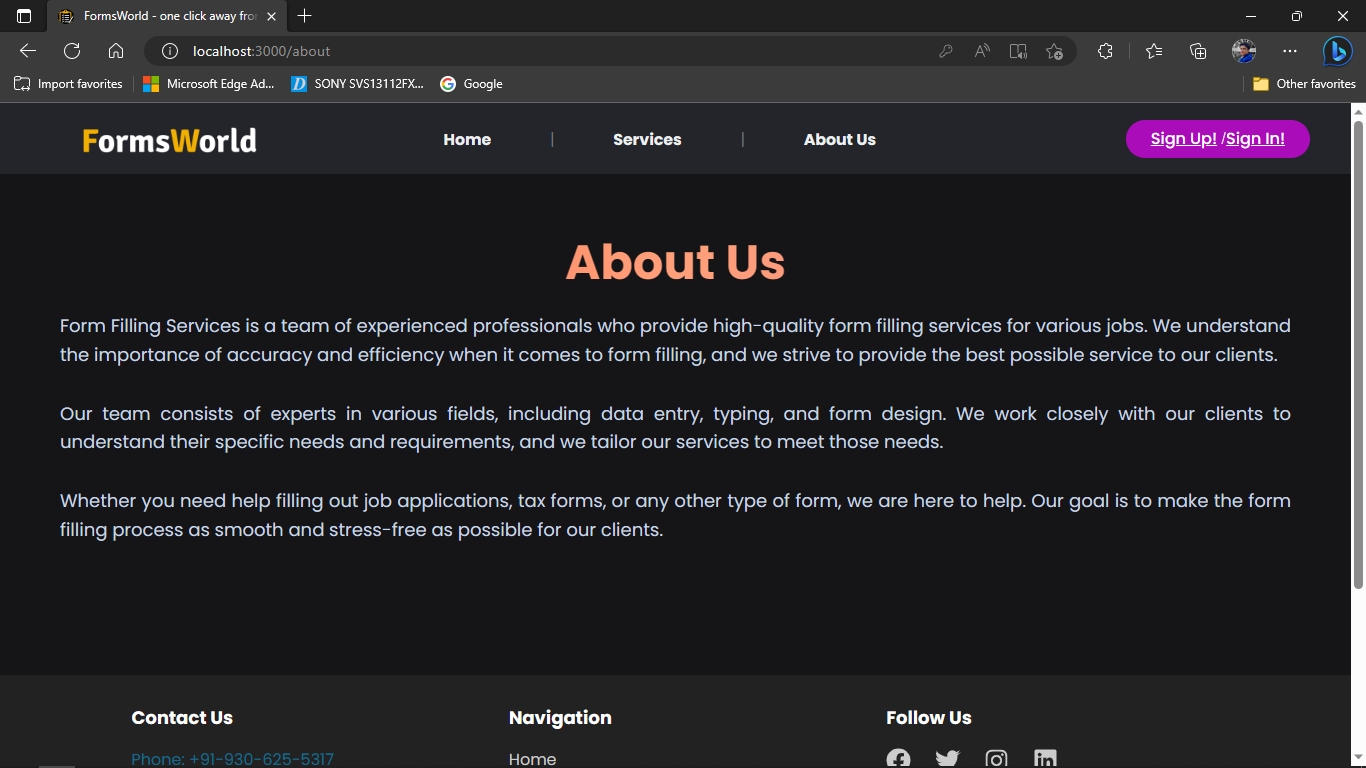 FormsWorld - one click away from
localhost:3000/about
Import favorites
Microsoft Edge Ad...
SONY SVS13112FX...
Google
Other favorites
FormsWorld
Home
|
Services
|
About Us
Sign Up! /Sign In!
About Us
Form Filling Services is a team of experienced professionals who provide high-quality form filling services for various jobs. We understand
the importance of accuracy and efficiency when it comes to form filling, and we strive to provide the best possible service to our clients.
Our team consists of experts in various fields, including data entry, typing, and form design. We work closely with our clients to
understand their specific needs and requirements, and we tailor our services to meet those needs.
Whether you need help filling out job applications, tax forms, or any other type of form, we are here to help. Our goal is to make the form
filling process as smooth and stress-free as possible for our clients.
Contact Us
Navigation
Follow Us
Phone: +91-930-625-5317
Home